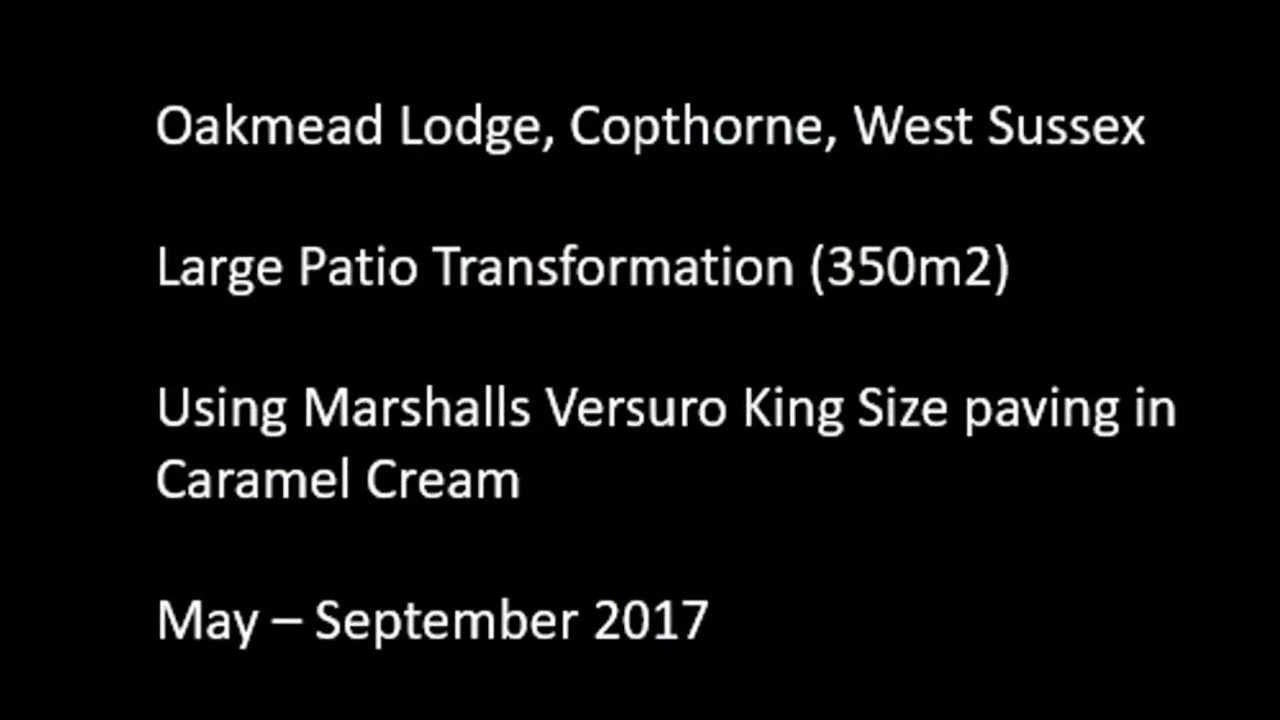 Oakmead Lodge, Copthorne, West Sussex
Large Patio Transformation (350m2)
Using Marshalls Versuro King Size paving in
Caramel Cream
May – September 2017